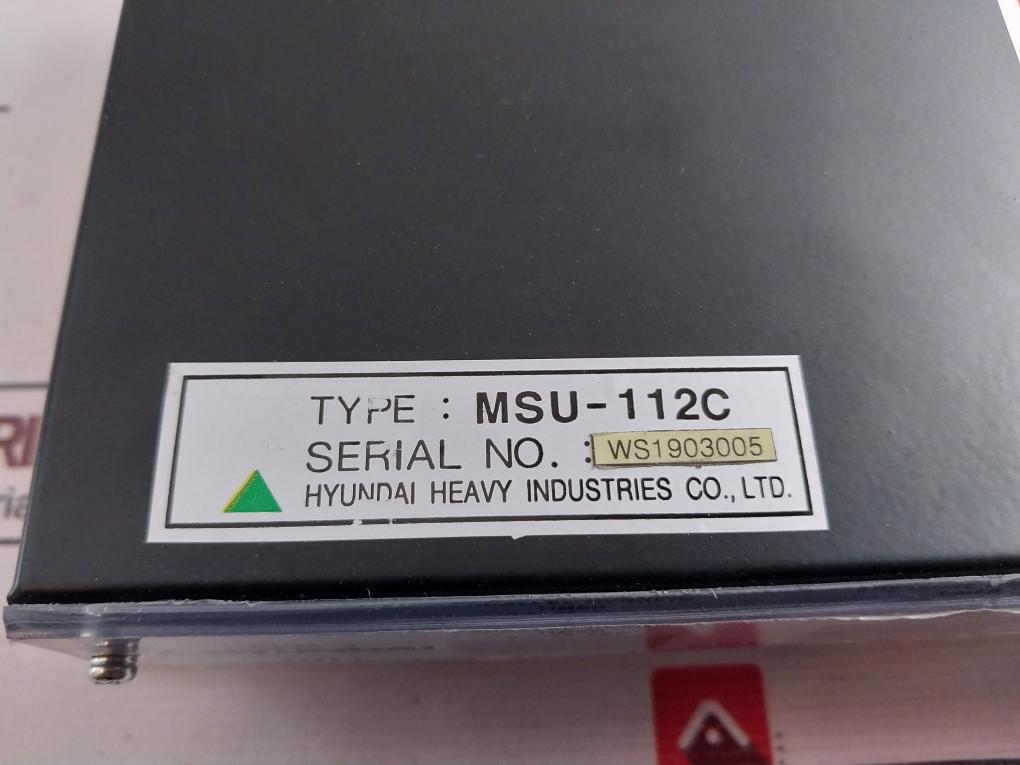 TYPE : MSU-112C
SERIAL NO. : WS1903005
HYUNDAI HEAVY INDUSTRIES CO., LTD.